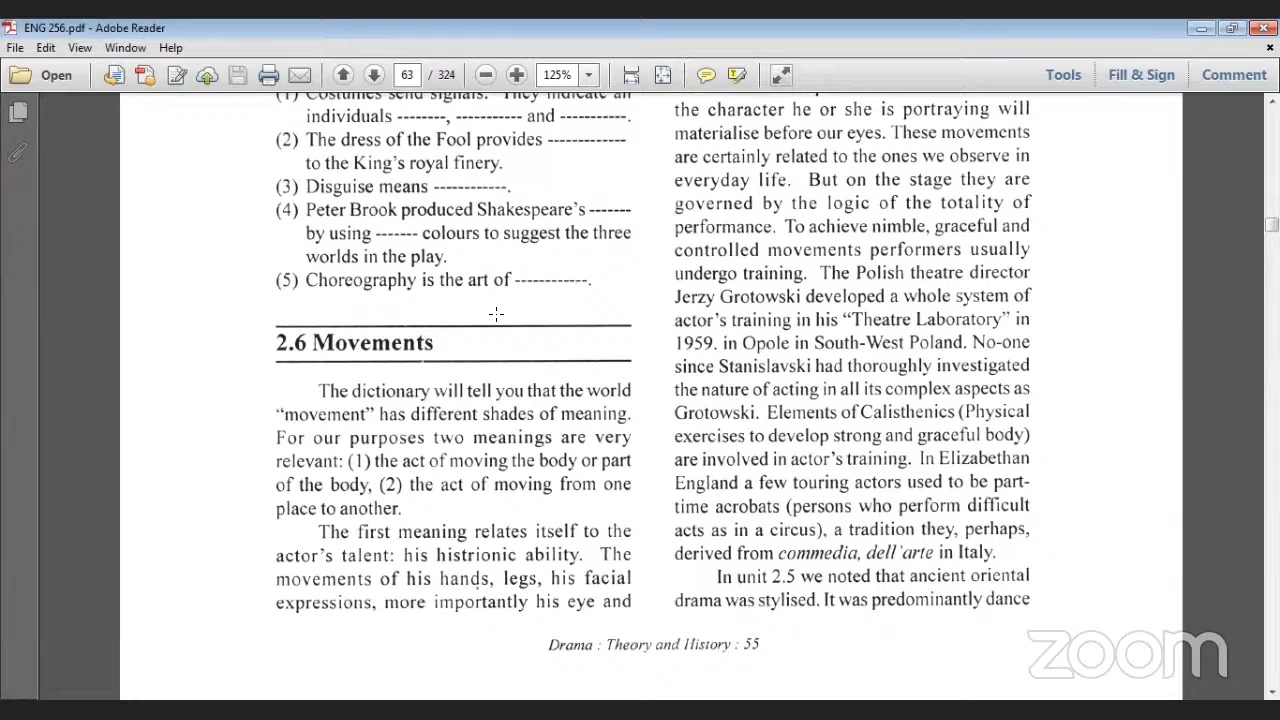 ENG 256.pdf - Adobe Reader
File Edit View Window Help
Open 63 / 324 125% Tools Fill & Sign Comment
(1) Costumes send signals. They indicate an
individuals --------, ----------- and -----------.
(2) The dress of the Fool provides -------------
to the King's royal finery.
(3) Disguise means ------------.
(4) Peter Brook produced Shakespeare's -------
by using ------- colours to suggest the three
worlds in the play.
(5) Choreography is the art of ------------.
2.6 Movements
The dictionary will tell you that the world
“movement” has different shades of meaning.
For our purposes two meanings are very
relevant: (1) the act of moving the body or part
of the body, (2) the act of moving from one
place to another.
The first meaning relates itself to the
actor's talent: his histrionic ability. The
movements of his hands, legs, his facial
expressions, more importantly his eye and
the character he or she is portraying will
materialise before our eyes. These movements
are certainly related to the ones we observe in
everyday life. But on the stage they are
governed by the logic of the totality of
performance. To achieve nimble, graceful and
controlled movements performers usually
undergo training. The Polish theatre director
Jerzy Grotowski developed a whole system of
actor's training in his “Theatre Laboratory” in
1959. in Opole in South-West Poland. No-one
since Stanislavski had thoroughly investigated
the nature of acting in all its complex aspects as
Grotowski. Elements of Calisthenics (Physical
exercises to develop strong and graceful body)
are involved in actor's training. In Elizabethan
England a few touring actors used to be part-
time acrobats (persons who perform difficult
acts as in a circus), a tradition they, perhaps,
derived from commedia, dell 'arte in Italy.
In unit 2.5 we noted that ancient oriental
drama was stylised. It was predominantly dance
Drama : Theory and History : 55
zoom